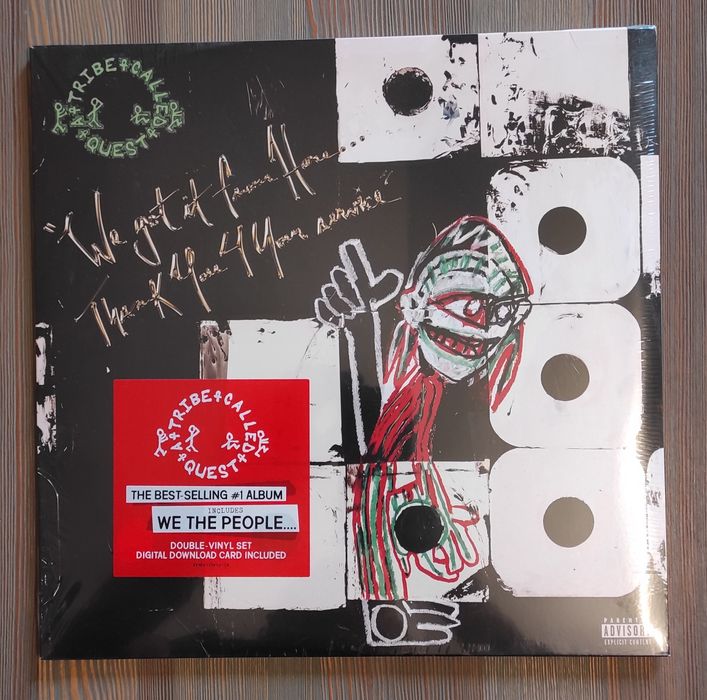 A TRIBE CALLED QUEST
"We got it from Here...
Thank You 4 Your service"
A TRIBE CALLED QUEST
THE BEST-SELLING #1 ALBUM
INCLUDES
WE THE PEOPLE....
DOUBLE-VINYL SET
DIGITAL DOWNLOAD CARD INCLUDED
ADVISORY
EXPLICIT CONTENT